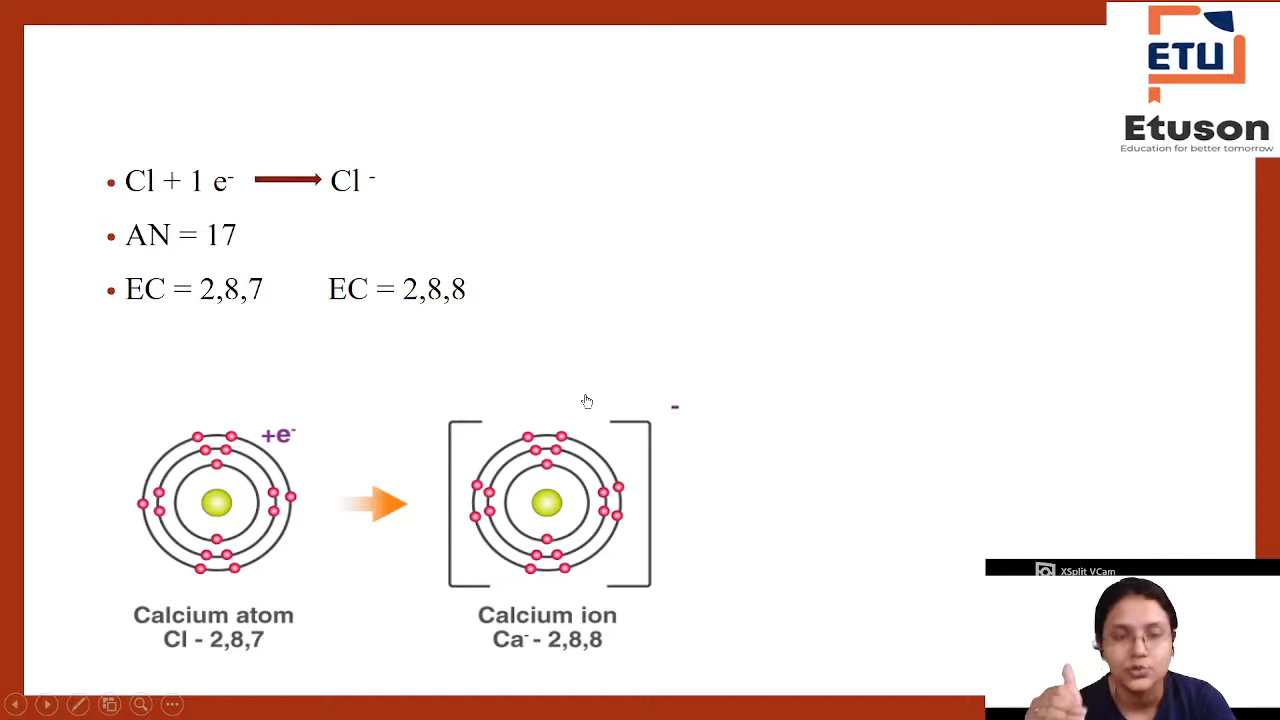 ETU
Etuson
Education for better tomorrow
• Cl + 1 e⁻ Cl ⁻
• AN = 17
• EC = 2,8,7 EC = 2,8,8
+e⁻
-
Calcium atom
Cl - 2,8,7
Calcium ion
Ca⁻ - 2,8,8
XSplit VCam